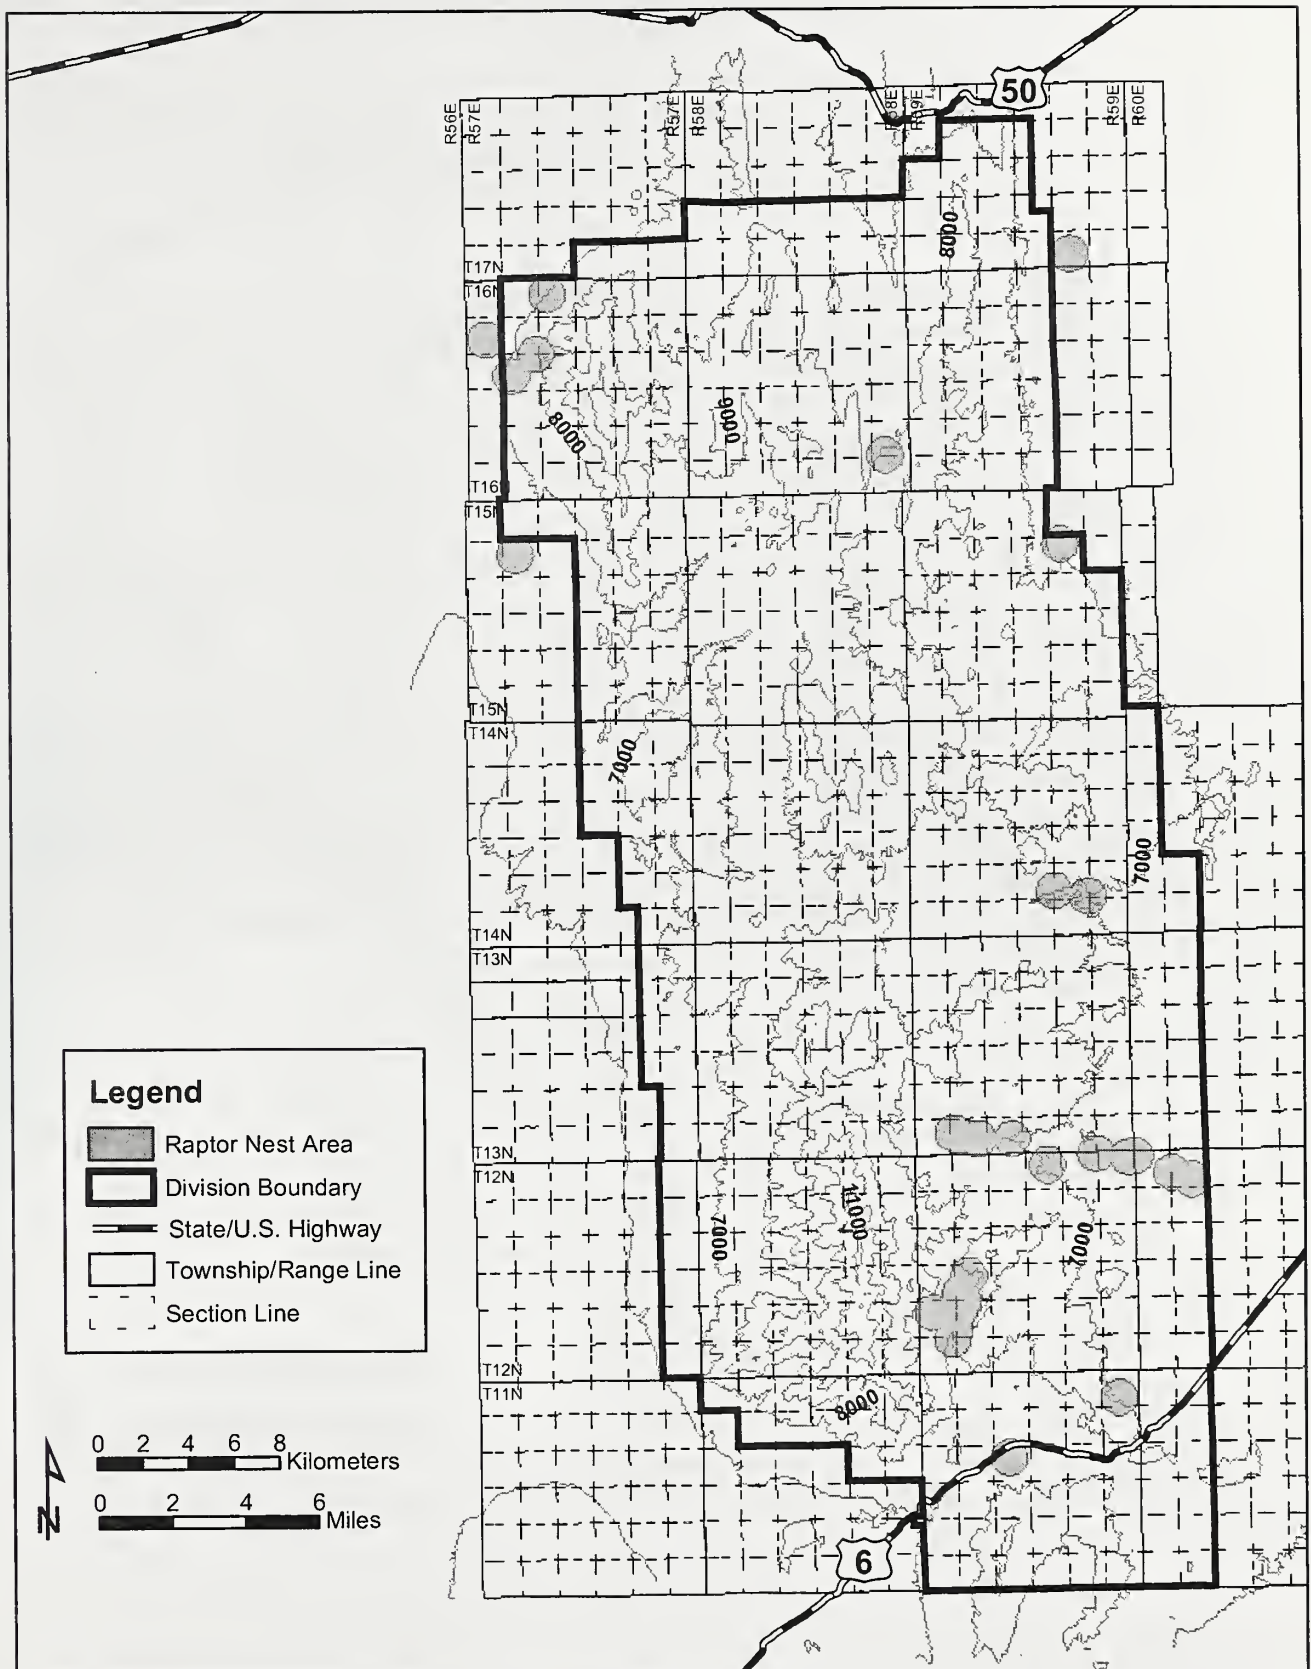 50
R56E
R57E
R57E
R58E
R58E
R59E
R59E
R60E
8000
T17N
T16N
8000
9000
T16N
T15N
T15N
T14N
7000
7000
T14N
T13N
Legend
Raptor Nest Area
Division Boundary
State/U.S. Highway
Township/Range Line
Section Line
T13N
T12N
7000
11000
7000
T12N
T11N
8000
0 2 4 6 8 Kilometers
0 2 4 6 Miles
N
6